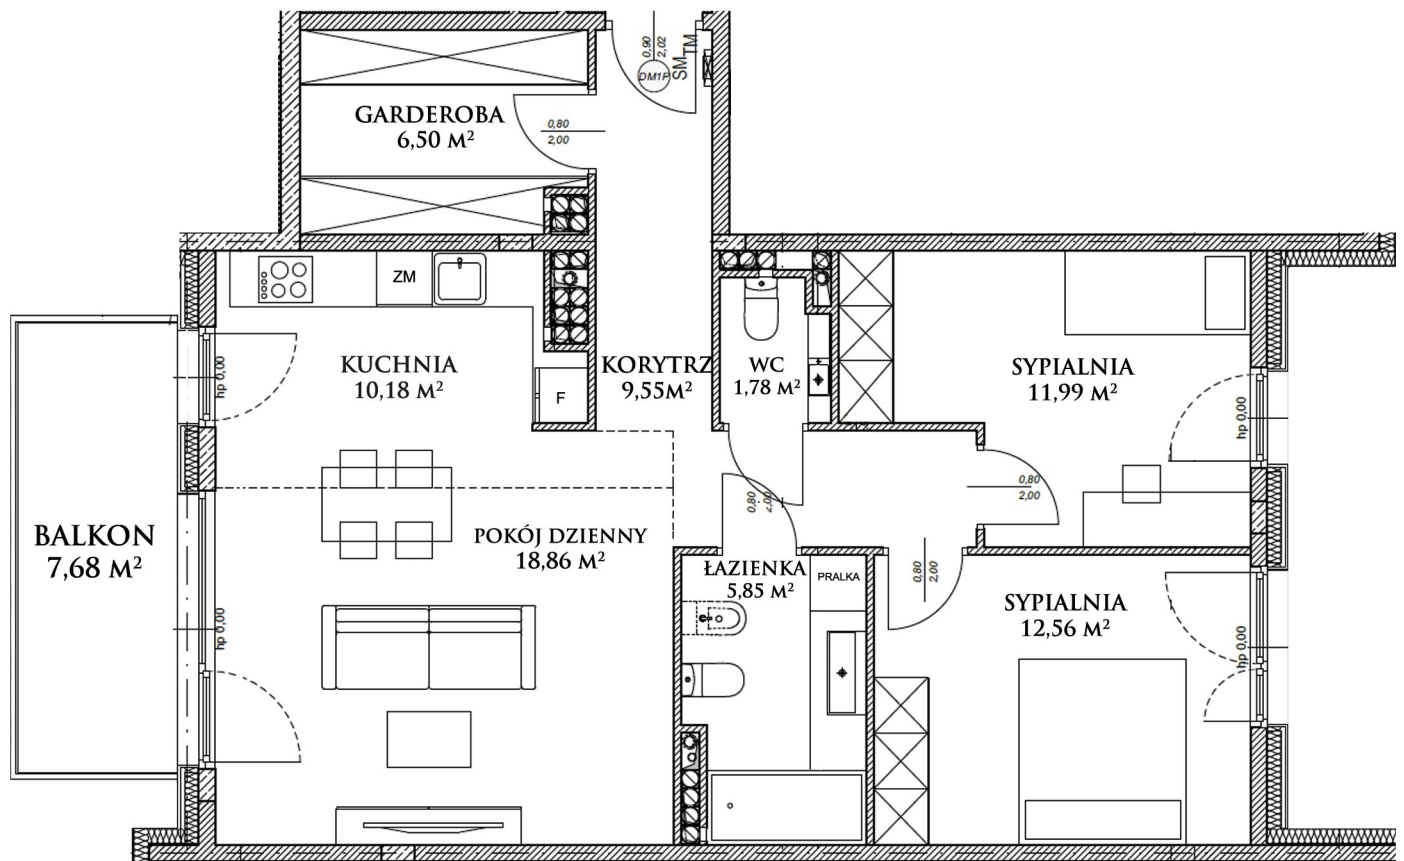 0,90
2,02
DM1P
SM
TM
GARDEROBA
6,50 M²
0,80
2,00
ZM
KUCHNIA
10,18 M²
F
KORYTRZ
9,55M²
WC
1,78 M²
SYPIALNIA
11,99 M²
hp 0,00
hp 0,00
0,80
2,00
0,80
2,00
BALKON
7,68 M²
POKÓJ DZIENNY
18,86 M²
ŁAZIENKA
5,85 M²
PRALKA
0,80
2,00
SYPIALNIA
12,56 M²
hp 0,00
hp 0,00